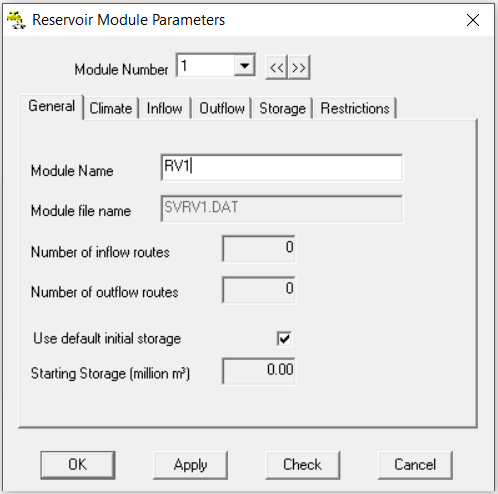 Reservoir Module Parameters
Module Number 1 << >>
General Climate Inflow Outflow Storage Restrictions
Module Name RV1
Module file name SVRV1.DAT
Number of inflow routes 0
Number of outflow routes 0
Use default initial storage
Starting Storage (million m³) 0.00
OK Apply Check Cancel